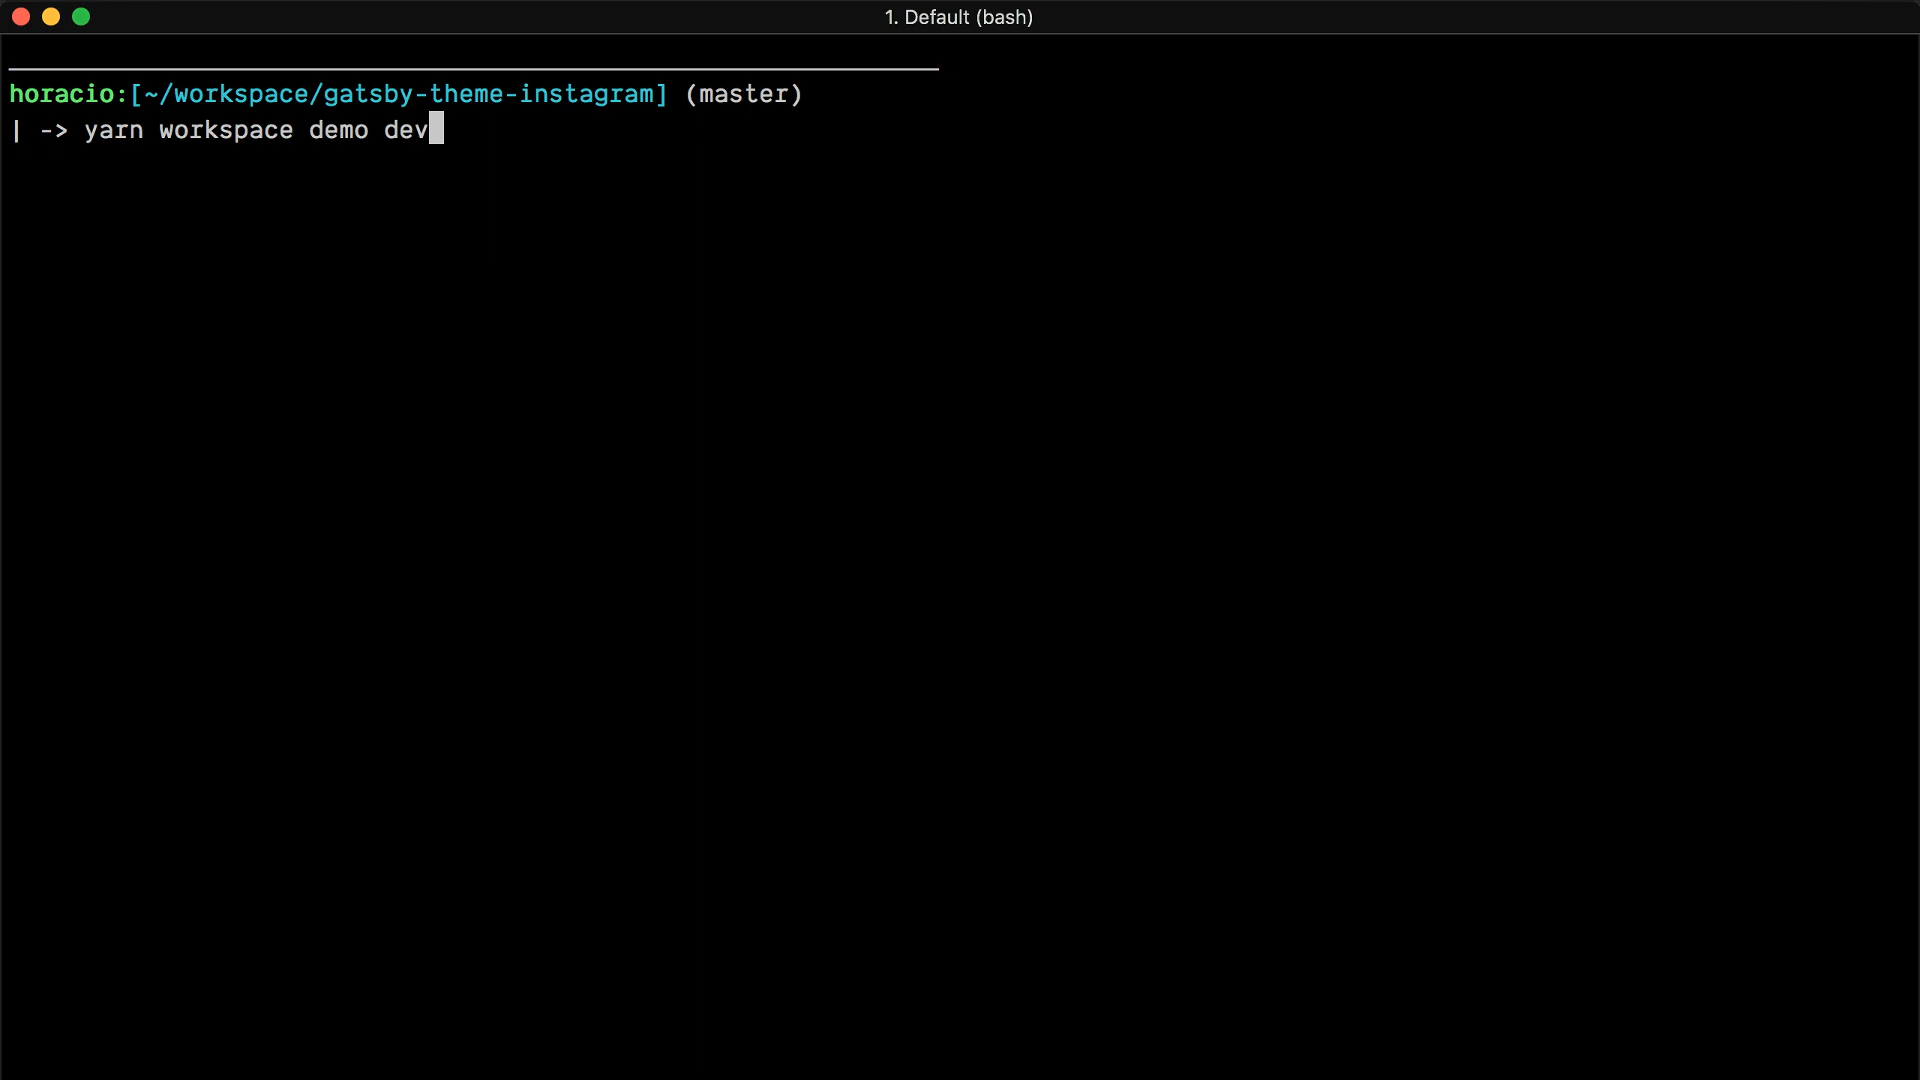 1. Default (bash)
horacio:[~/workspace/gatsby-theme-instagram] (master)
| -> yarn workspace demo dev